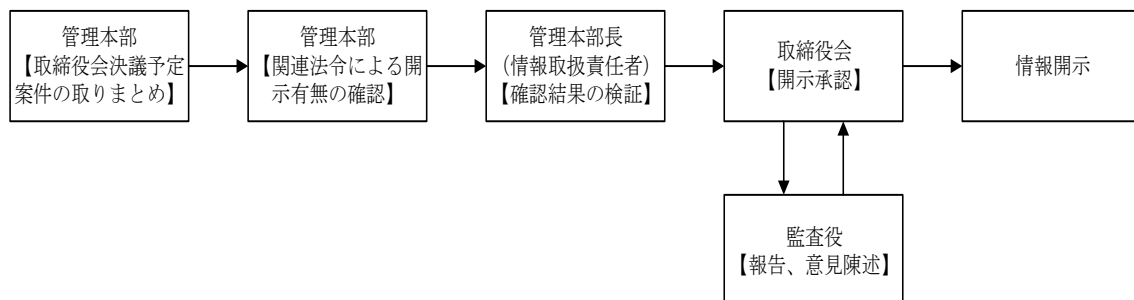 管理本部
【取締役会決議予定
案件の取りまとめ】
管理本部
【関連法令による開
示有無の確認】
管理本部長
（情報取扱責任者）
【確認結果の検証】
取締役会
【開示承認】
情報開示
監査役
【報告、意見陳述】